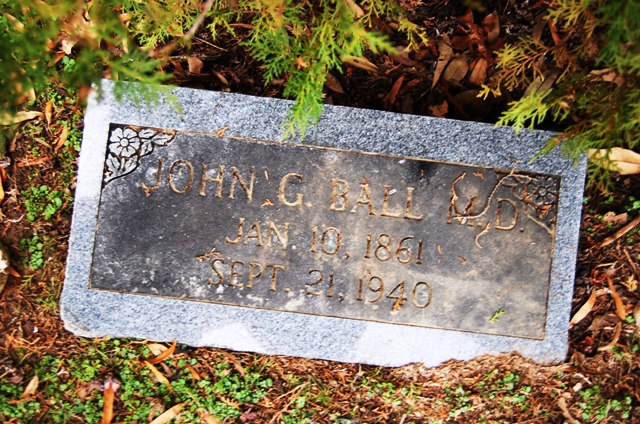 JOHN G. BALL M.D.
JAN. 10, 1861
SEPT. 21, 1940